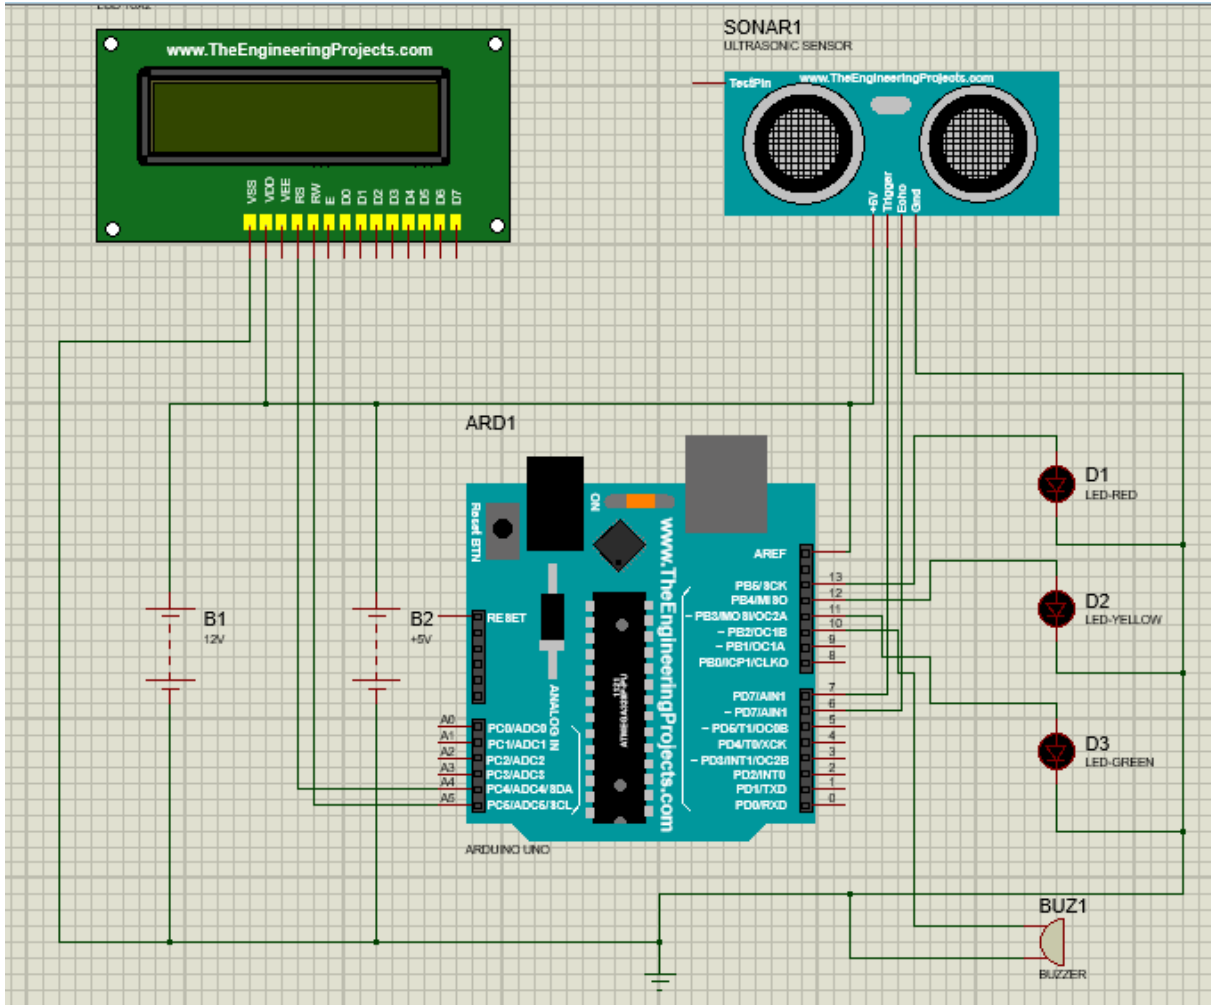 www.TheEngineeringProjects.com
VSS
VDD
VEE
RS
RW
E
D0
D1
D2
D3
D4
D5
D6
D7
SONAR1
ULTRASONIC SENSOR
TestPin
www.TheEngineeringProjects.com
+5V
Trigger
Echo
Gnd
B1
12V
B2
+5V
ARD1
Reset BTN
ON
www.TheEngineeringProjects.com
RESET
ANALOG IN
A0
PC0/ADC0
A1
PC1/ADC1
A2
PC2/ADC2
A3
PC3/ADC3
A4
PC4/ADC4/SDA
A5
PC5/ADC5/SCL
AREF
PB5/SCK 13
PB4/MISO 12
~ PB3/MOSI/OC2A 11
~ PB2/OC1B 10
~ PB1/OC1A 9
PB0/ICP1/CLKO 8
PD7/AIN1 7
~ PD7/AIN1 6
~ PD5/T1/OC0B 5
PD4/T0/XCK 4
~ PD3/INT1/OC2B 3
PD2/INT0 2
PD1/TXD 1
PD0/RXD 0
ARDUINO UNO
D1
LED-RED
D2
LED-YELLOW
D3
LED-GREEN
BUZ1
BUZZER